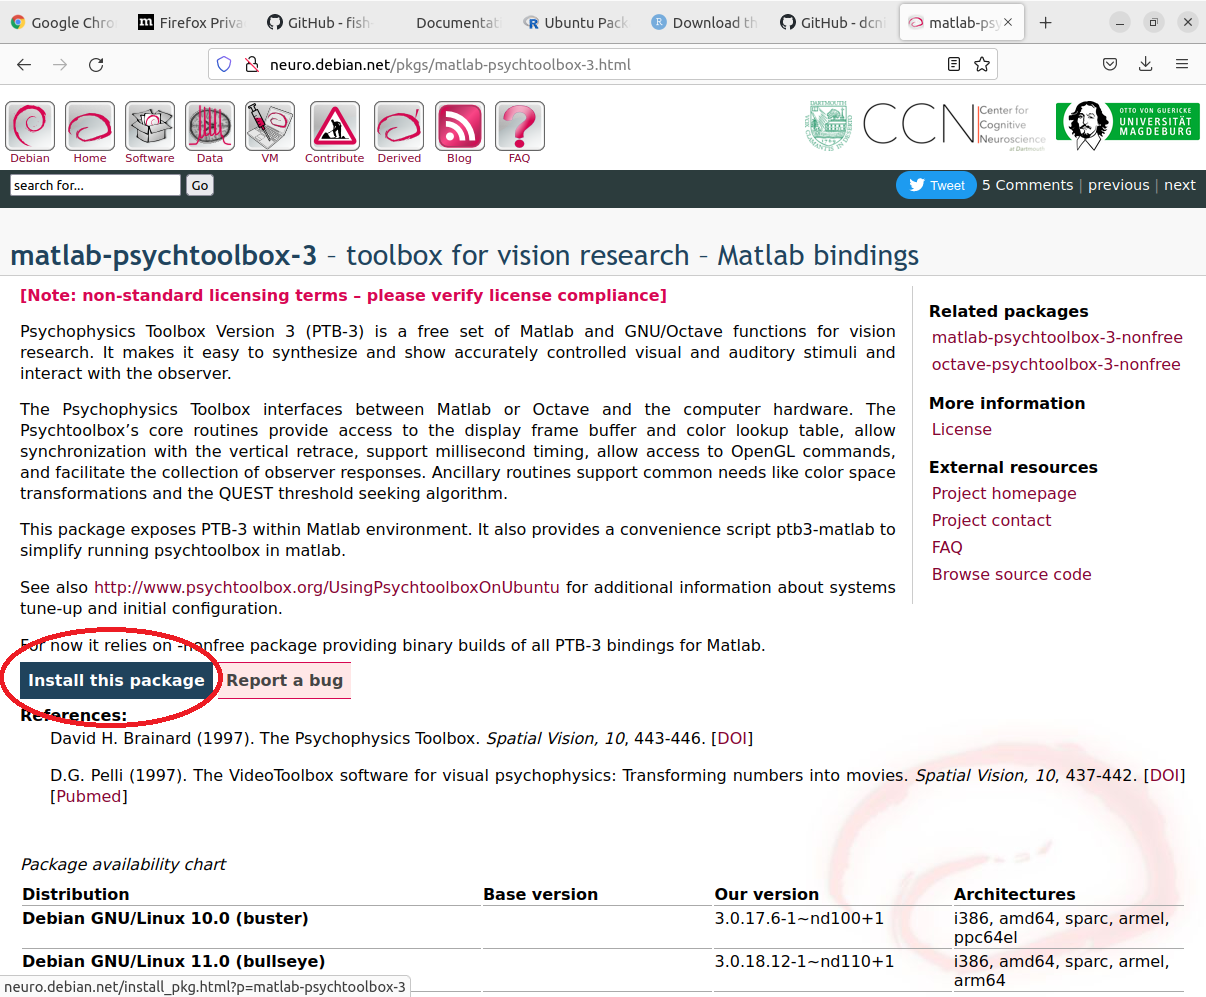 Google Chro
Firefox Priva
GitHub - fish-
Documentat
Ubuntu Pack
Download th
GitHub - dcni
matlab-psy
neuro.debian.net/pkgs/matlab-psychtoolbox-3.html
Debian
Home
Software
Data
VM
Contribute
Derived
Blog
FAQ
CCN
Center for
Cognitive
Neuroscience
at Dartmouth
OTTO VON GUERICKE
UNIVERSITÄT
MAGDEBURG
search for...
Go
Tweet
5 Comments | previous | next
matlab-psychtoolbox-3 - toolbox for vision research - Matlab bindings
[Note: non-standard licensing terms – please verify license compliance]
Psychophysics Toolbox Version 3 (PTB-3) is a free set of Matlab and GNU/Octave functions for vision
research. It makes it easy to synthesize and show accurately controlled visual and auditory stimuli and
interact with the observer.
The Psychophysics Toolbox interfaces between Matlab or Octave and the computer hardware. The
Psychtoolbox’s core routines provide access to the display frame buffer and color lookup table, allow
synchronization with the vertical retrace, support millisecond timing, allow access to OpenGL commands,
and facilitate the collection of observer responses. Ancillary routines support common needs like color space
transformations and the QUEST threshold seeking algorithm.
This package exposes PTB-3 within Matlab environment. It also provides a convenience script ptb3-matlab to
simplify running psychtoolbox in matlab.
See also http://www.psychtoolbox.org/UsingPsychtoolboxOnUbuntu for additional information about systems
tune-up and initial configuration.
For now it relies on -nonfree package providing binary builds of all PTB-3 bindings for Matlab.
Install this package
Report a bug
Related packages
matlab-psychtoolbox-3-nonfree
octave-psychtoolbox-3-nonfree
More information
License
External resources
Project homepage
Project contact
FAQ
Browse source code
References:
David H. Brainard (1997). The Psychophysics Toolbox. Spatial Vision, 10, 443-446. [DOI]
D.G. Pelli (1997). The VideoToolbox software for visual psychophysics: Transforming numbers into movies. Spatial Vision, 10, 437-442. [DOI]
[Pubmed]
Package availability chart
Distribution Base version Our version Architectures
Debian GNU/Linux 10.0 (buster) 3.0.17.6-1~nd100+1 i386, amd64, sparc, armel,
ppc64el
Debian GNU/Linux 11.0 (bullseye) 3.0.18.12-1~nd110+1 i386, amd64, sparc, armel,
arm64
neuro.debian.net/install_pkg.html?p=matlab-psychtoolbox-3